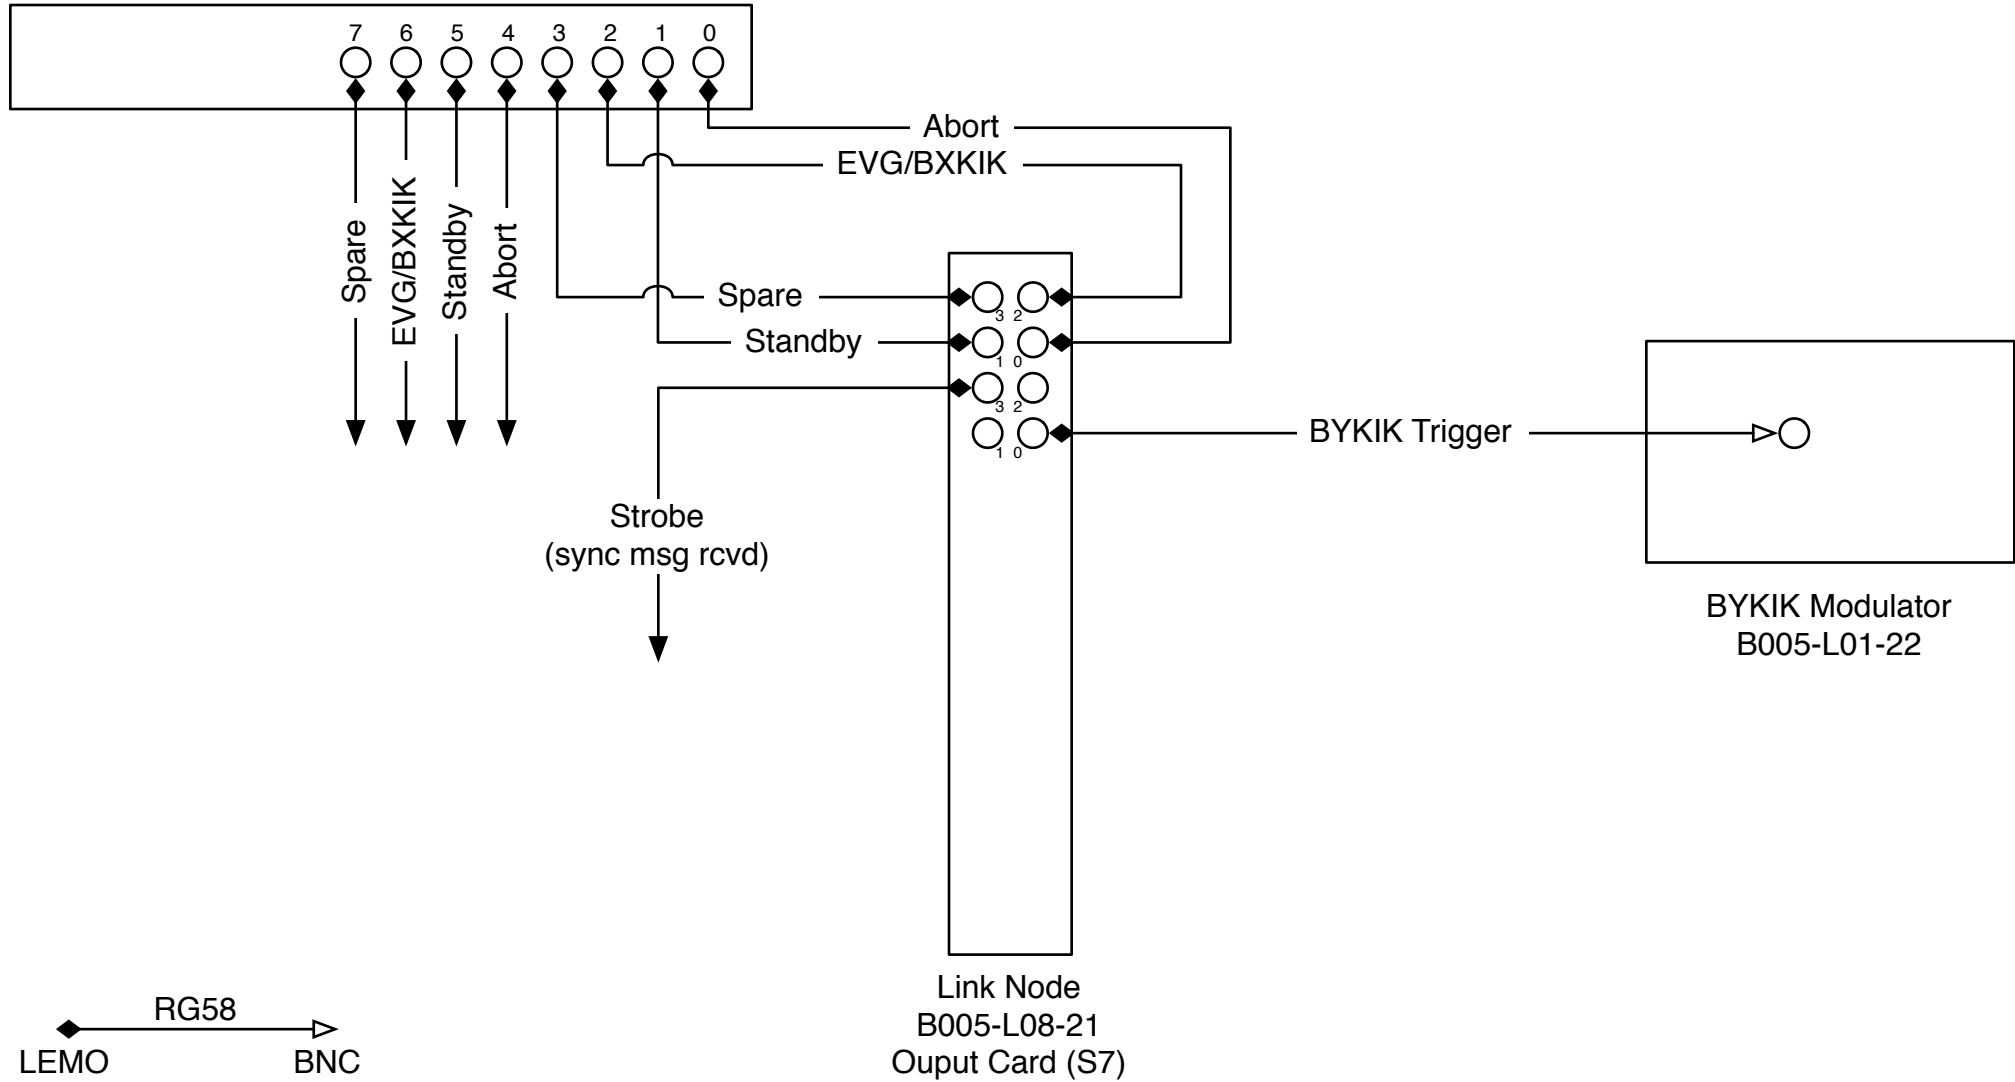 7 6 5 4 3 2 1 0
Abort
EVG/BXKIK
Spare
EVG/BXKIK
Standby
Abort
Spare
3 2
Standby
1 0
3 2
BYKIK Trigger
1 0
Strobe
(sync msg rcvd)
BYKIK Modulator
B005-L01-22
Link Node
B005-L08-21
Ouput Card (S7)
RG58
LEMO BNC